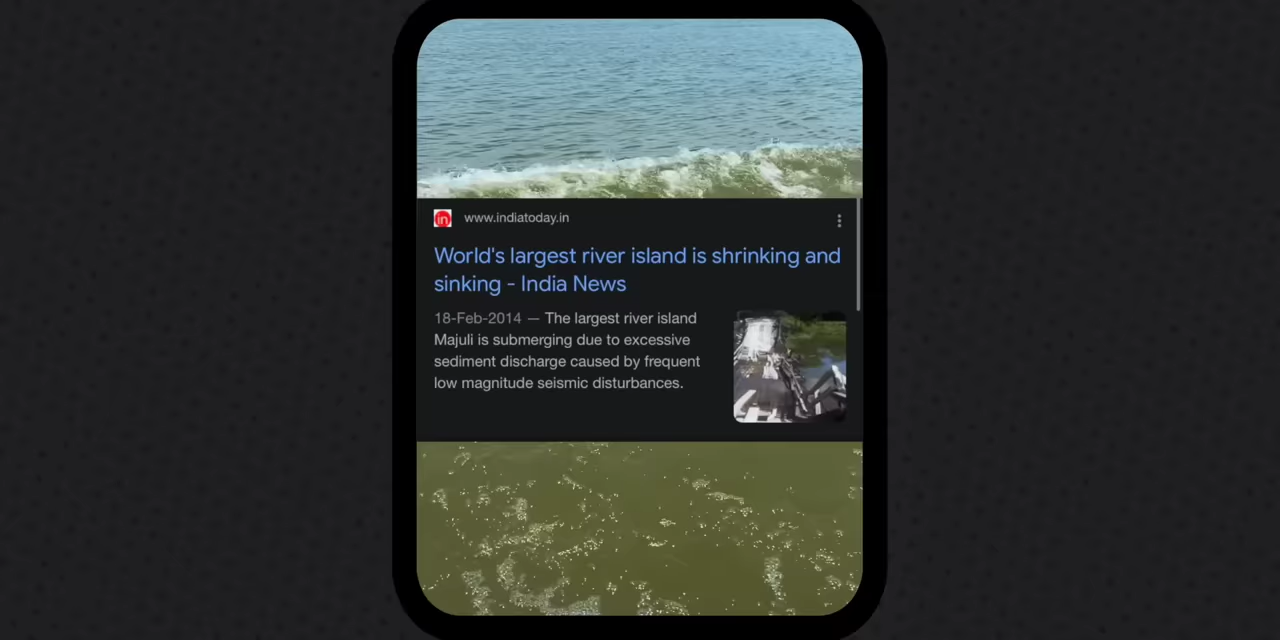 in www.indiatoday.in
World's largest river island is shrinking and
sinking - India News
18-Feb-2014 — The largest river island
Majuli is submerging due to excessive
sediment discharge caused by frequent
low magnitude seismic disturbances.